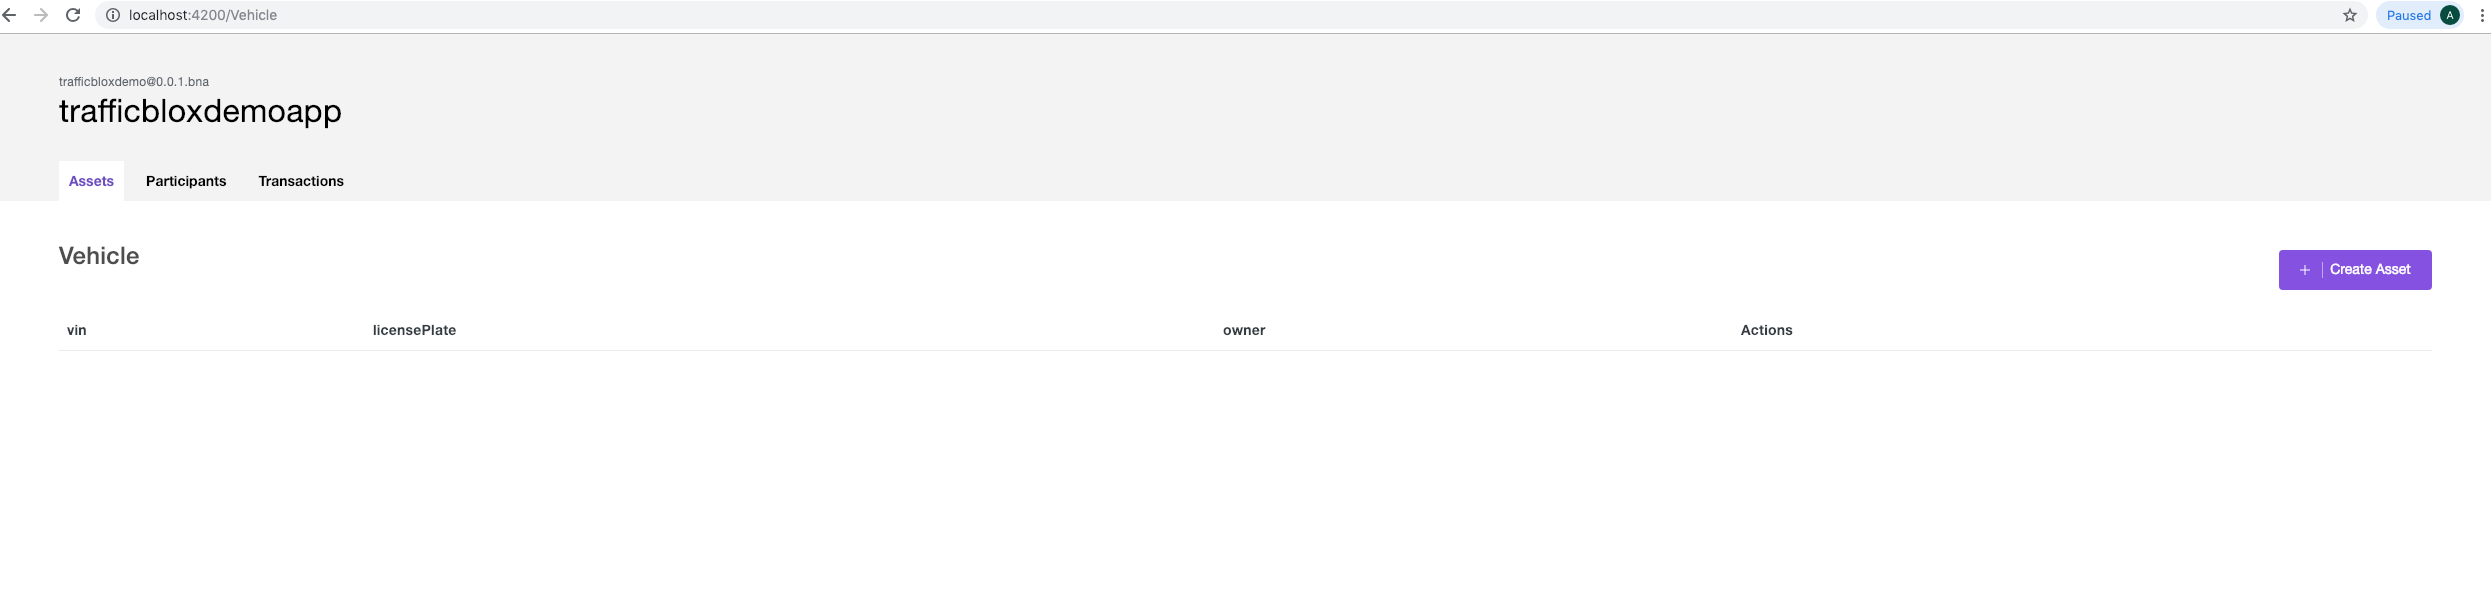 localhost:4200/Vehicle
Paused A
trafficbloxdemo@0.0.1.bna
trafficbloxdemoapp
Assets Participants Transactions
Vehicle
+ | Create Asset
vin licensePlate owner Actions